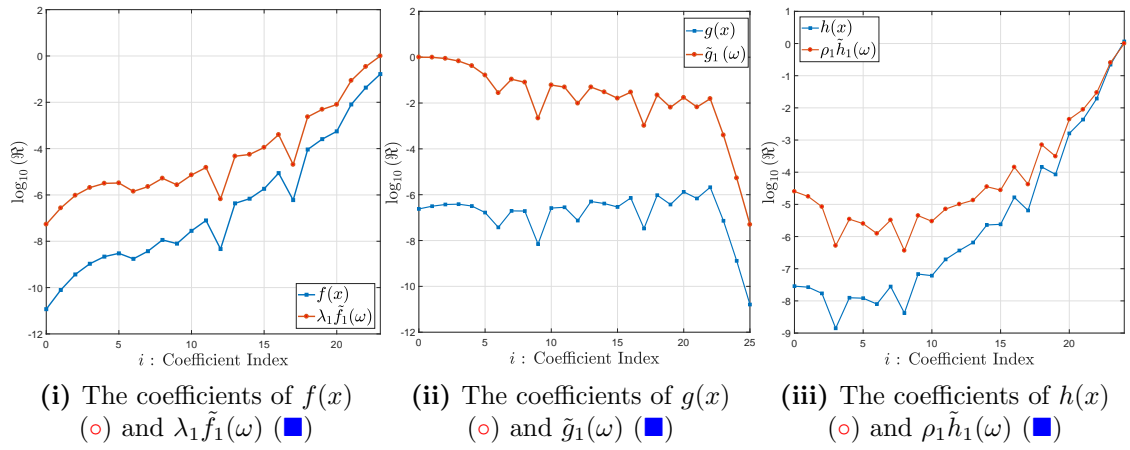 0
-2
-4
-6
-8
-10
-12
log₁₀ (ℜ)
0 5 10 15 20
i : Coefficient Index
f(x)
λ₁f̃₁(ω)
2
0
-2
-4
-6
-8
-10
-12
log₁₀ (ℜ)
0 5 10 15 20 25
i : Coefficient Index
g(x)
g̃₁(ω)
1
0
-1
-2
-3
-4
-5
-6
-7
-8
-9
log₁₀ (ℜ)
0 5 10 15 20
i : Coefficient Index
h(x)
ρ₁h̃₁(ω)
(i) The coefficients of f(x)
(○) and λ₁f̃₁(ω) (■)
(ii) The coefficients of g(x)
(○) and g̃₁(ω) (■)
(iii) The coefficients of h(x)
(○) and ρ₁h̃₁(ω) (■)